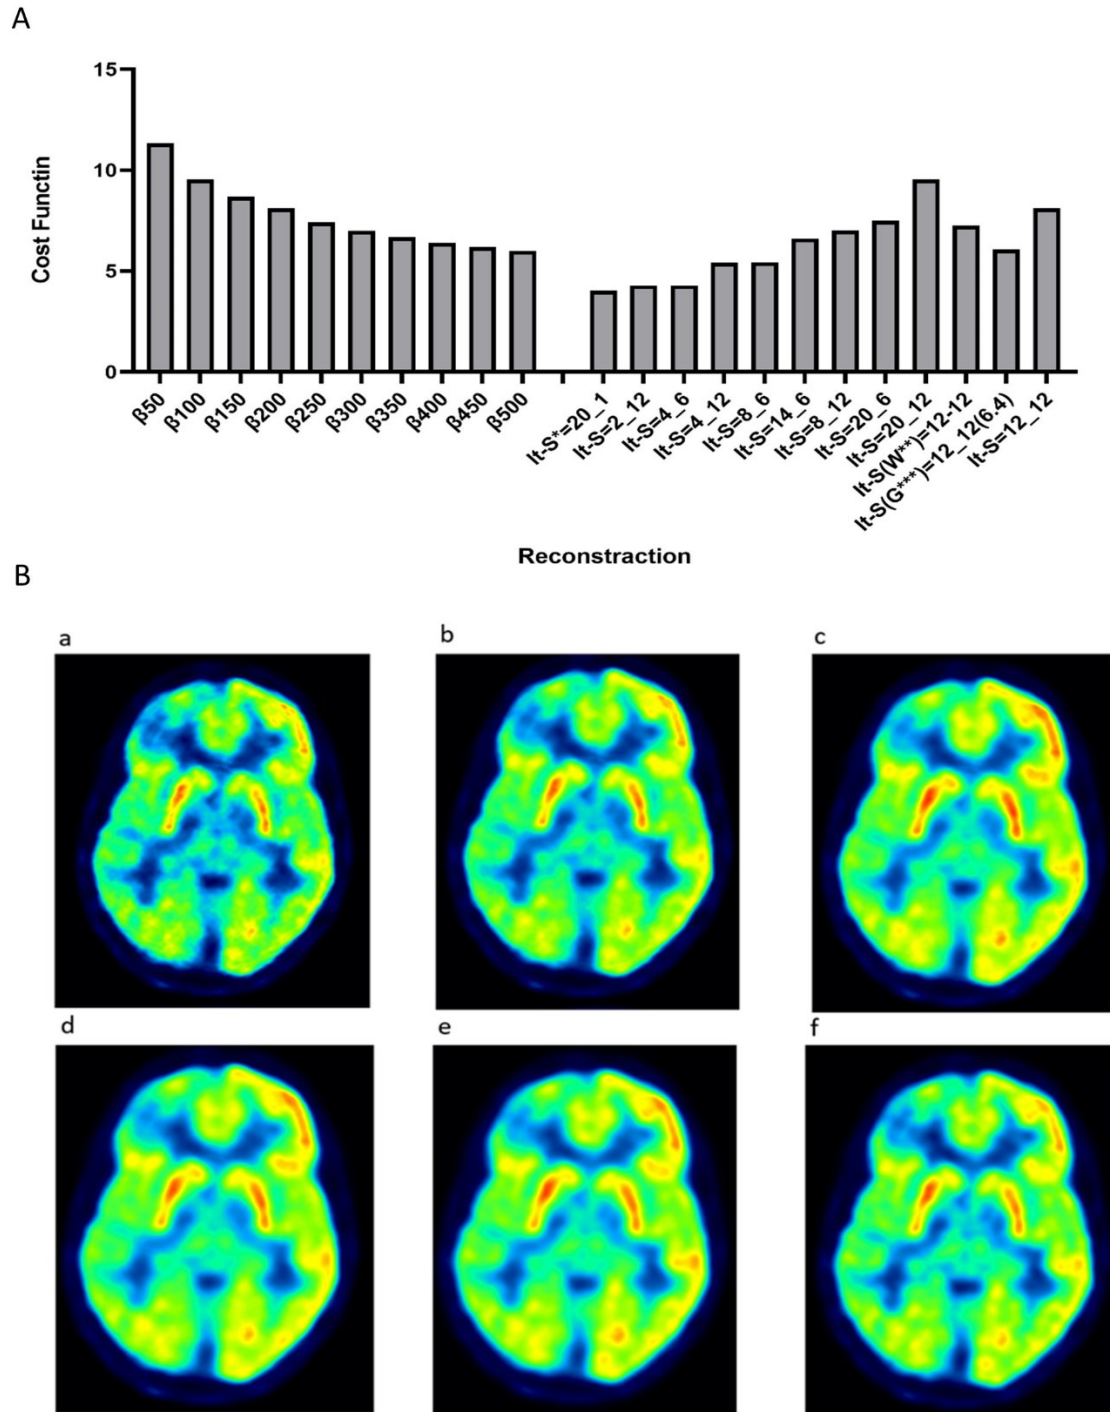 A
15
10
5
0
Cost Functin
β50
β100
β150
β200
β250
β300
β350
β400
β450
β500
It-S*=20_1
It-S=2_12
It-S=4_6
It-S=4_12
It-S=8_6
It-S=14_6
It-S=8_12
It-S=20_6
It-S=20_12
It-S(W**)=12-12
It-S(G***)=12_12(6.4)
It-S=12_12
Reconstraction
B
a
b
c
d
e
f